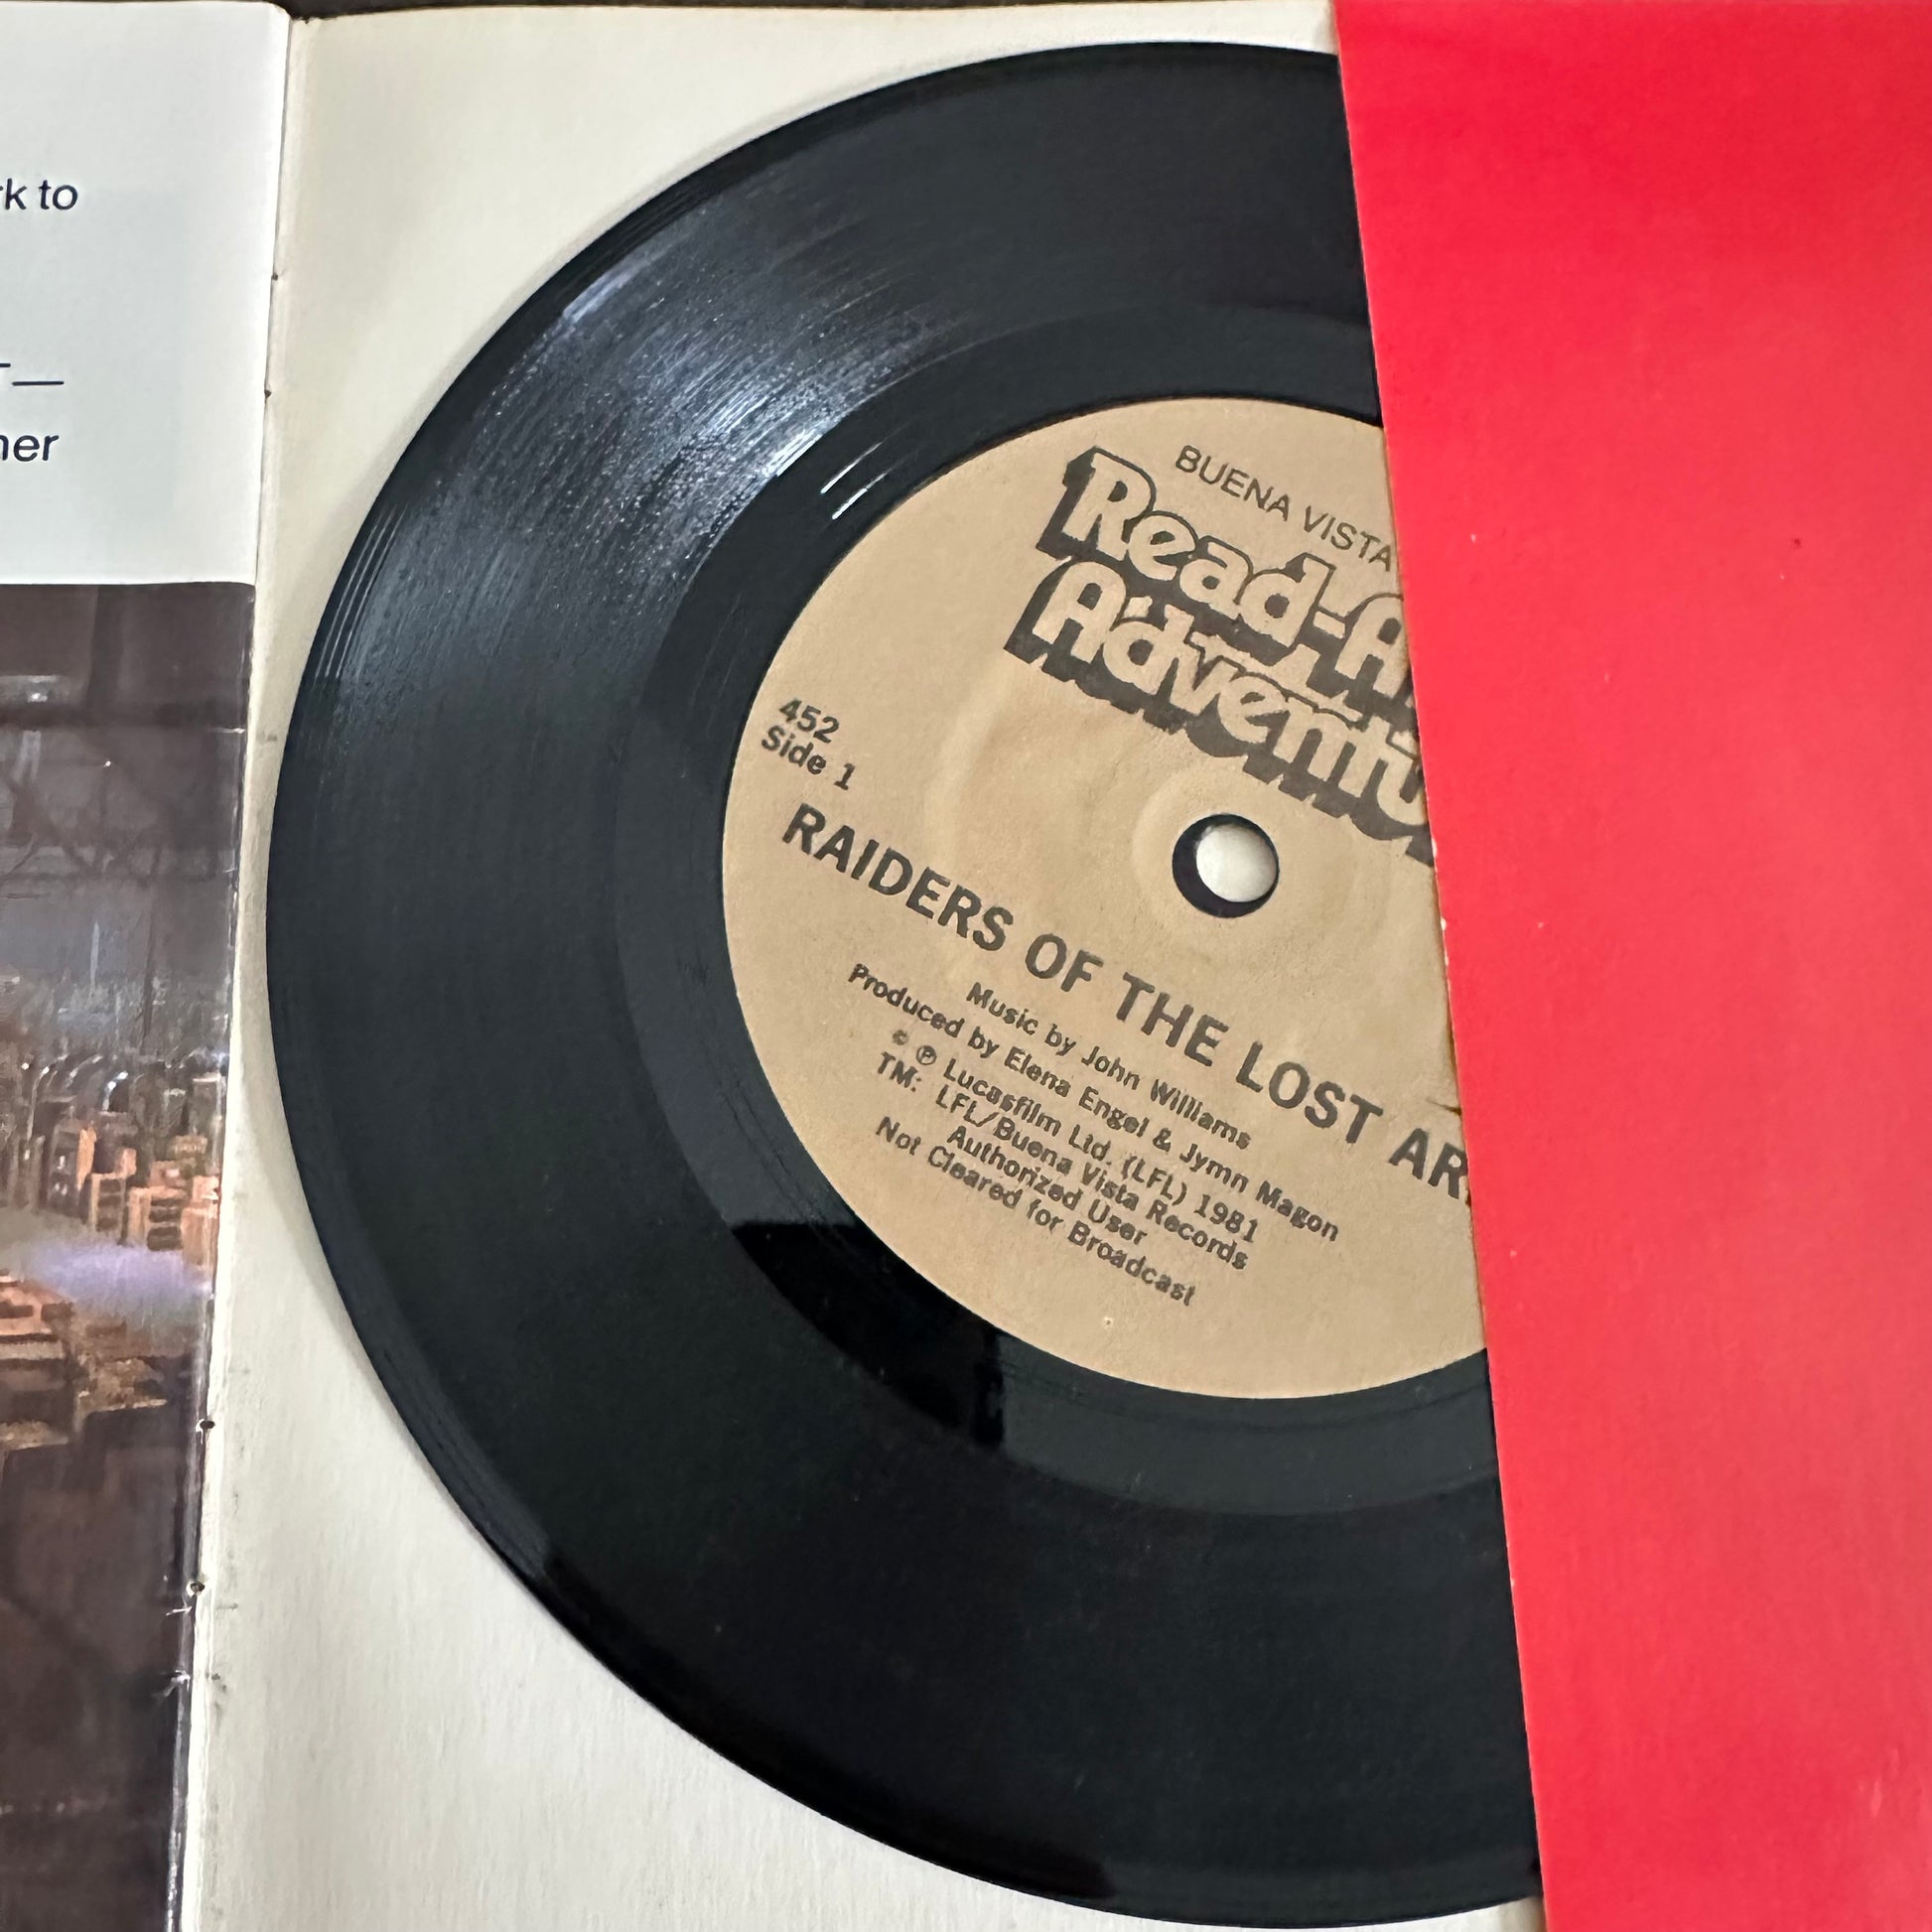 k to
—
her
BUENA VISTA
Read-A
Adventu
452
Side 1
RAIDERS OF THE LOST AR
Music by John Williams
Produced by Elena Engel & Jymn Magon
© ℗ Lucasfilm Ltd. (LFL) 1981
TM: LFL/Buena Vista Records
Authorized User
Not Cleared for Broadcast